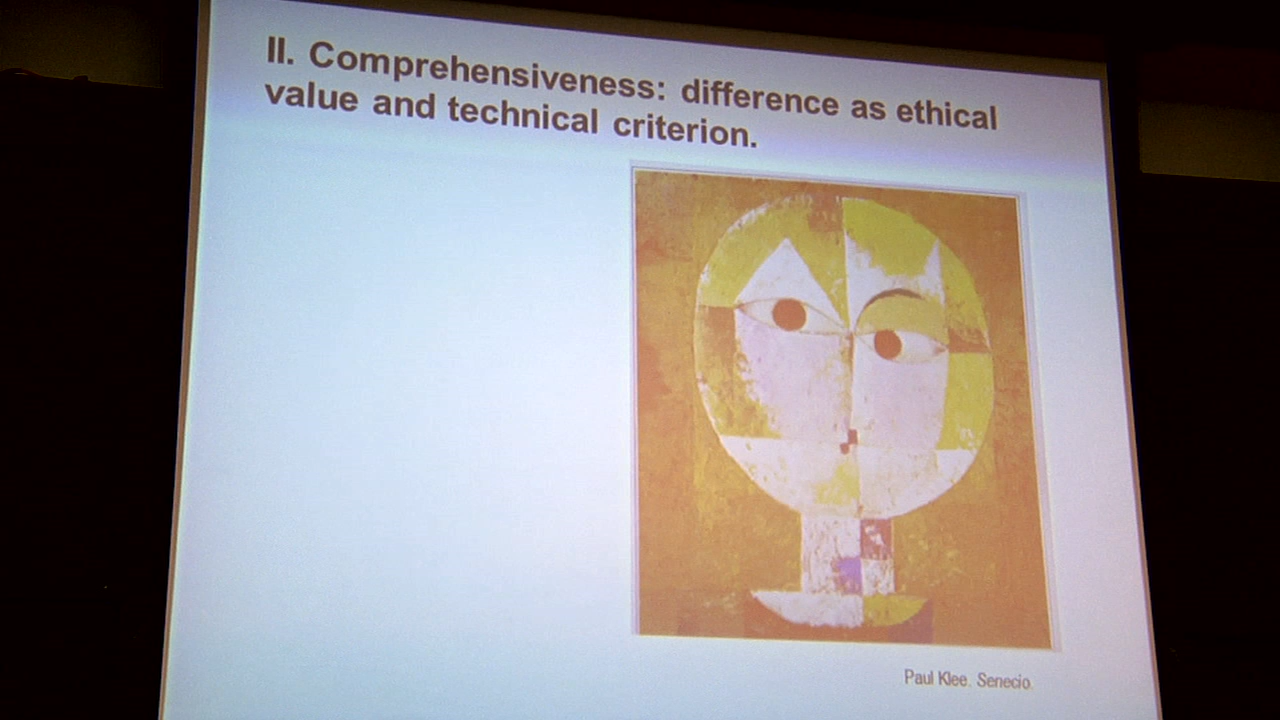 II. Comprehensiveness: difference as ethical
value and technical criterion.
Paul Klee. Senecio.